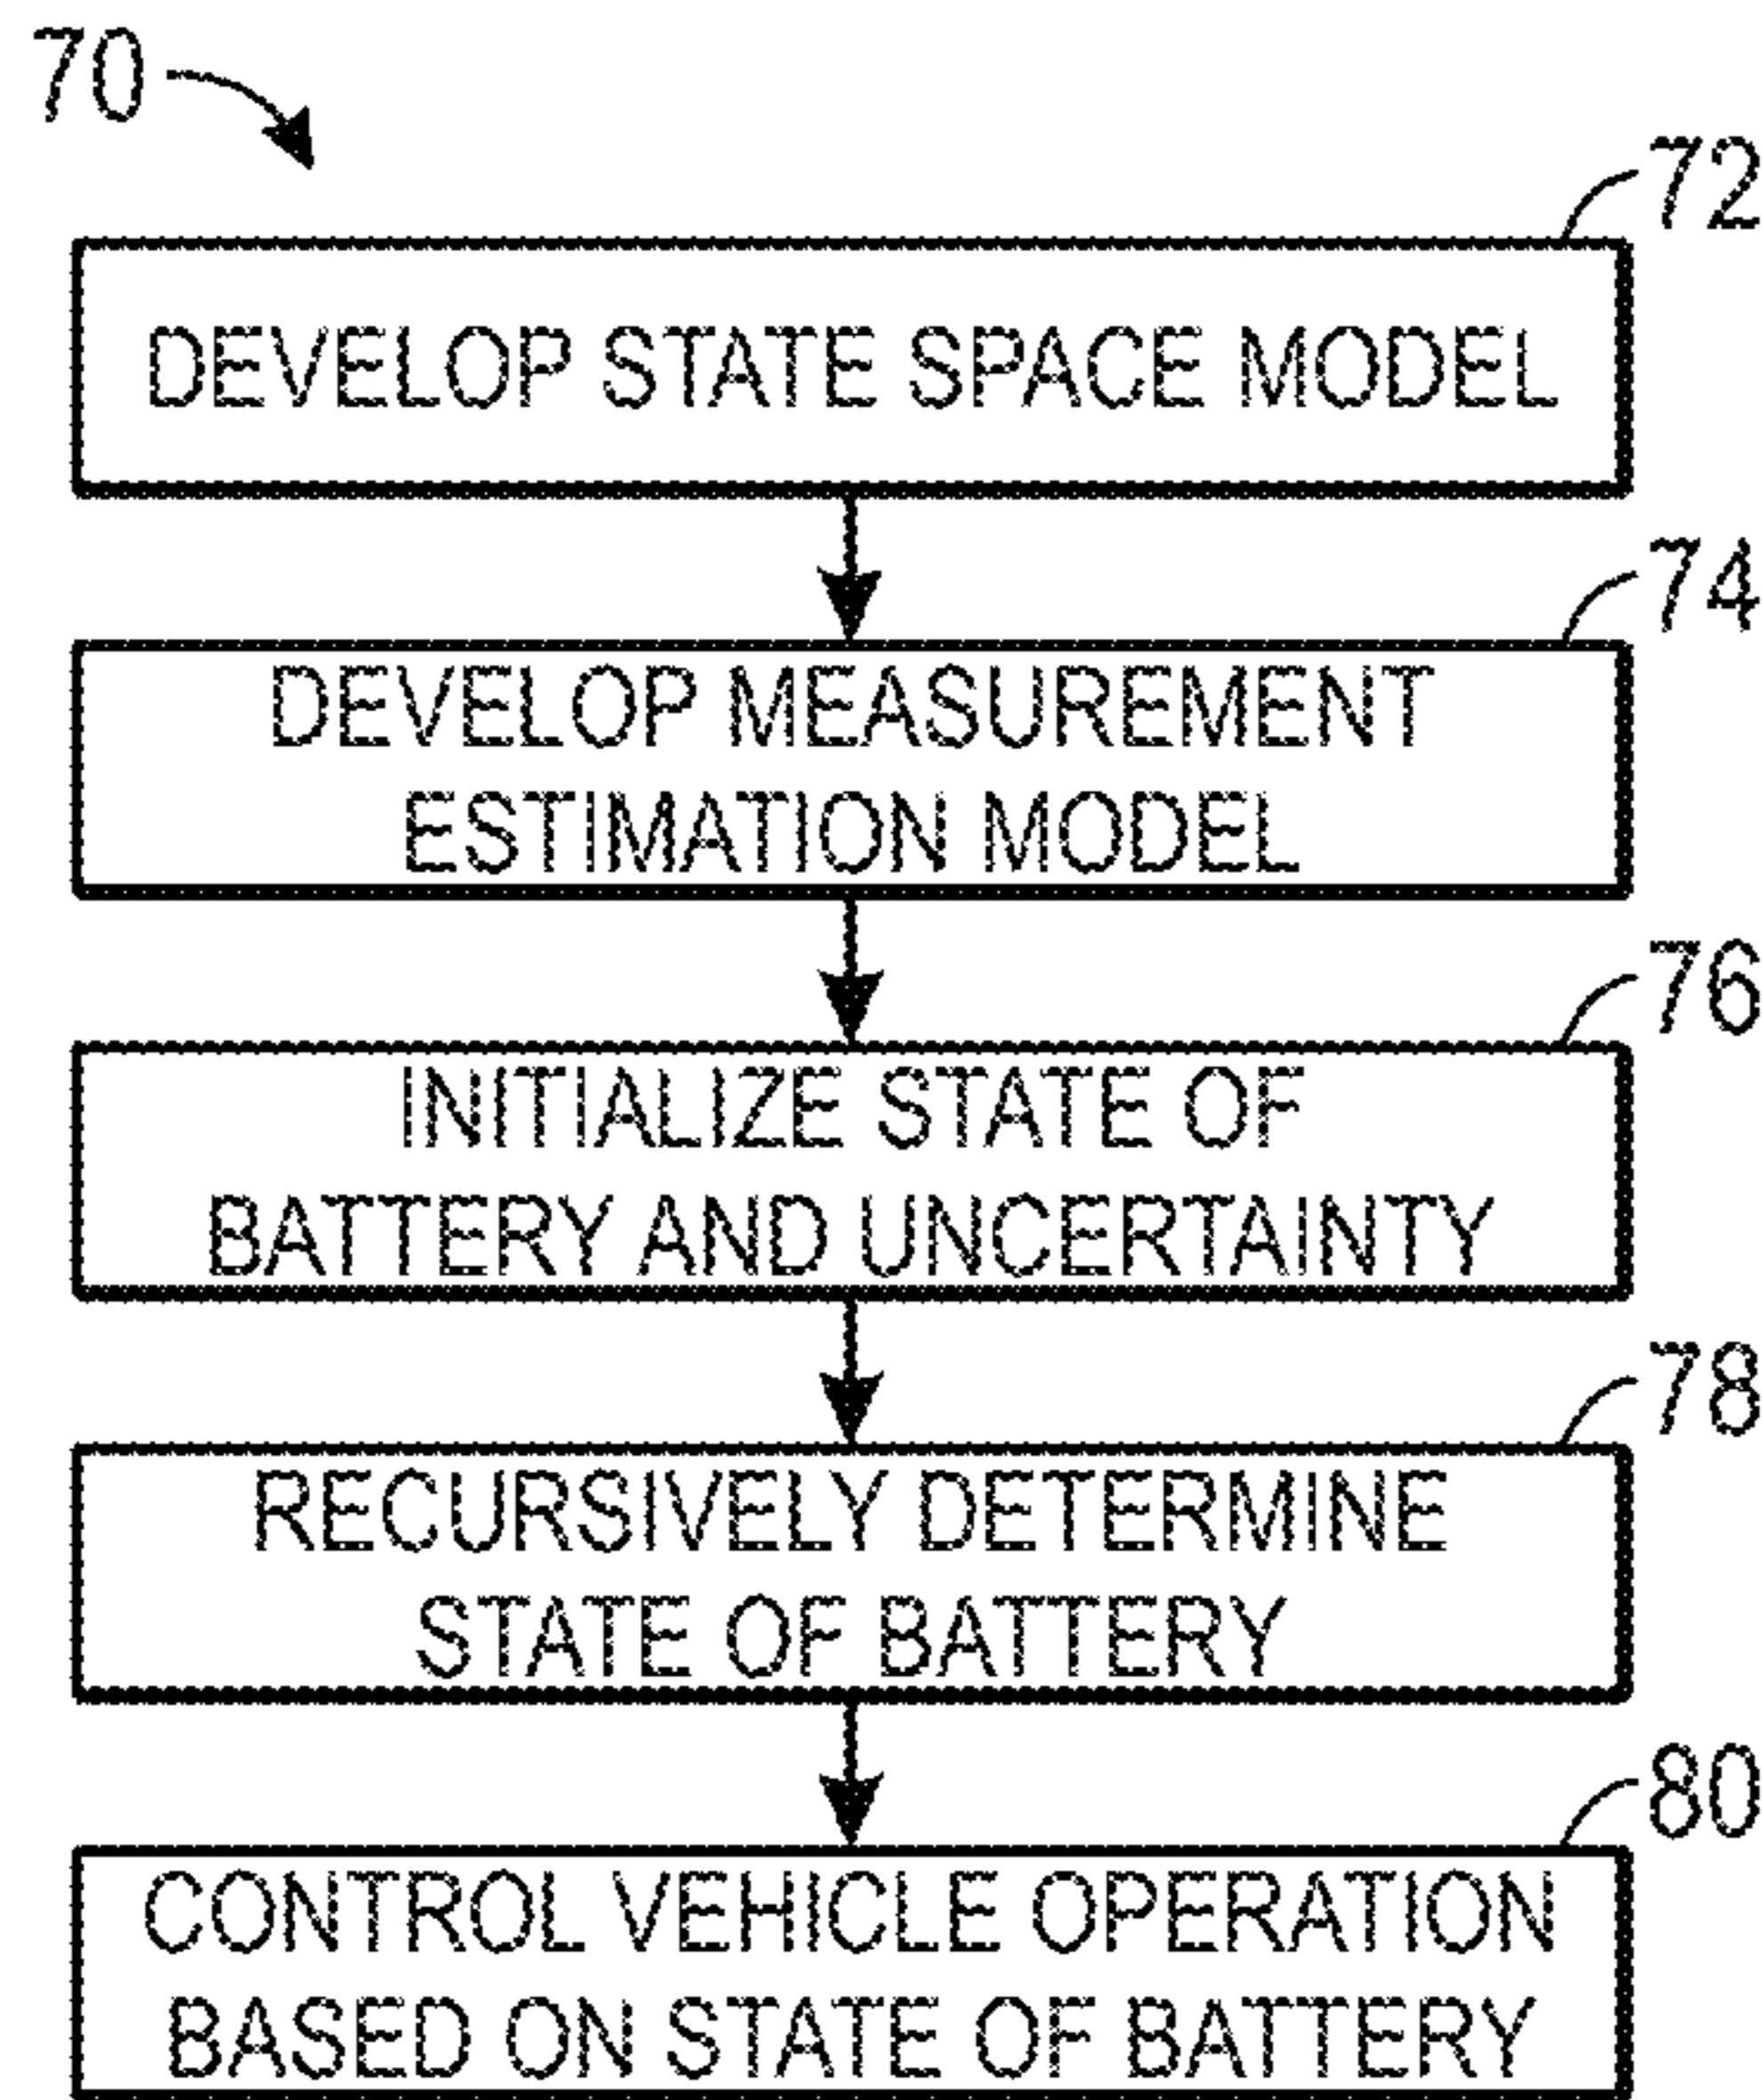 70
72
DEVELOP STATE SPACE MODEL
74
DEVELOP MEASUREMENT
ESTIMATION MODEL
76
INITIALIZE STATE OF
BATTERY AND UNCERTAINTY
78
RECURSIVELY DETERMINE
STATE OF BATTERY
80
CONTROL VEHICLE OPERATION
BASED ON STATE OF BATTERY